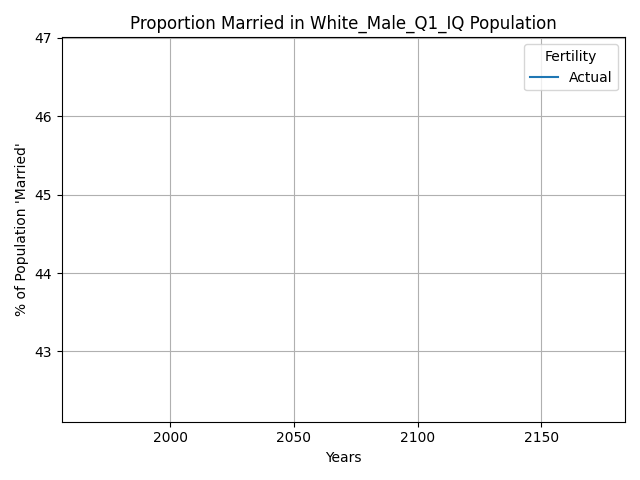 Proportion Married in White_Male_Q1_IQ Population
47
46
45
44
43
% of Population 'Married'
Fertility
Actual
2000
2050
2100
2150
Years